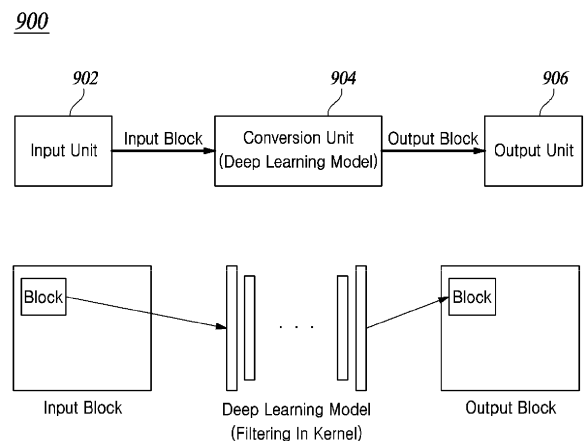 900
902
904
906
Input Unit
Input Block
Conversion Unit
(Deep Learning Model)
Output Block
Output Unit
Block
. . .
Block
Input Block
Deep Learning Model
(Filtering In Kernel)
Output Block